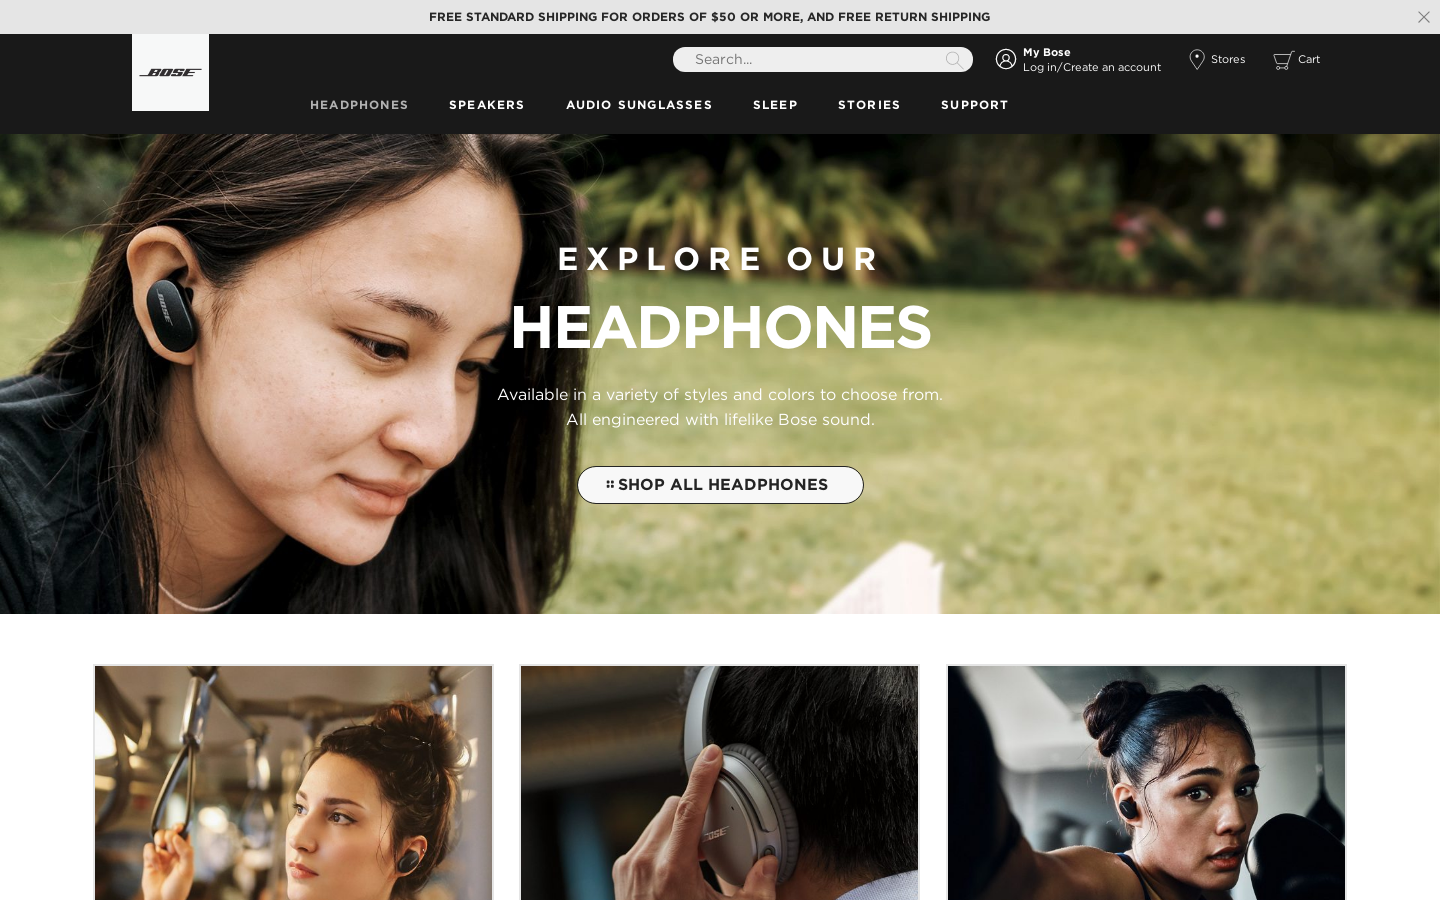 FREE STANDARD SHIPPING FOR ORDERS OF $50 OR MORE, AND FREE RETURN SHIPPING
BOSE
Search...
My Bose
Log in/Create an account
Stores
Cart
HEADPHONES
SPEAKERS
AUDIO SUNGLASSES
SLEEP
STORIES
SUPPORT
EXPLORE OUR
HEADPHONES
Available in a variety of styles and colors to choose from.
All engineered with lifelike Bose sound.
SHOP ALL HEADPHONES
BOSE
BOSE